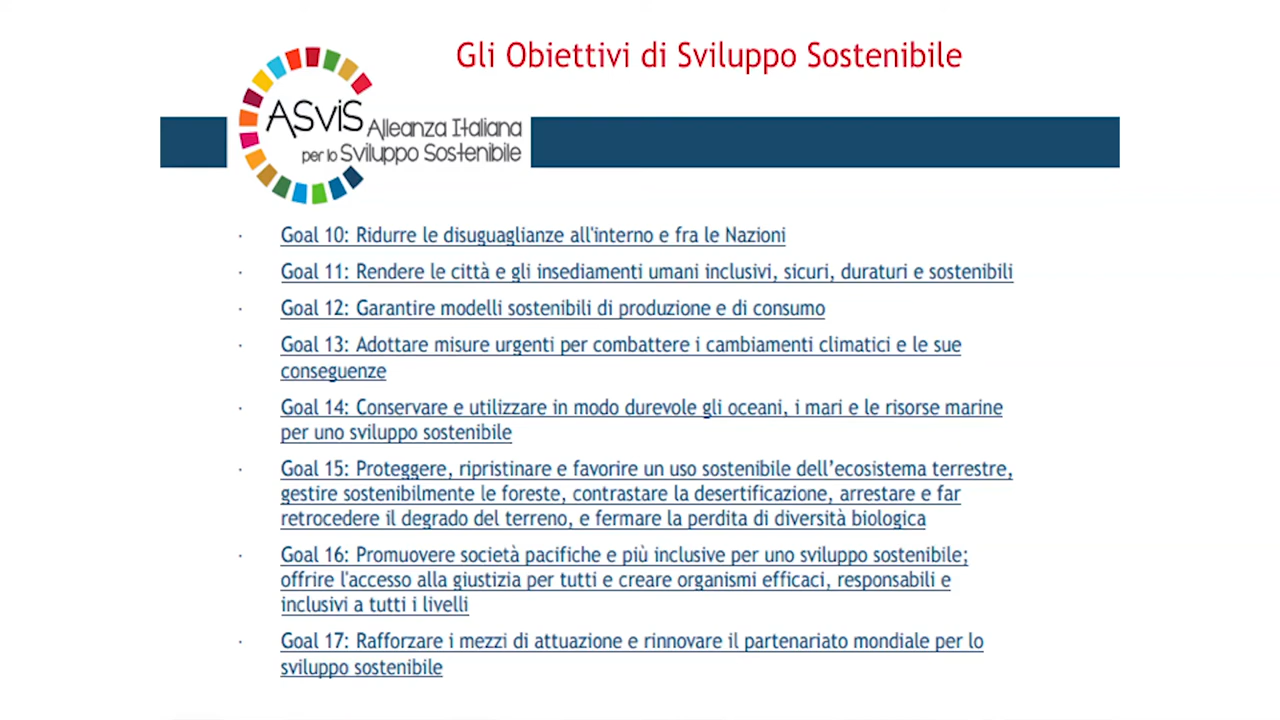 Gli Obiettivi di Sviluppo Sostenibile
ASviS Alleanza Italiana
per lo Sviluppo Sostenibile
· Goal 10: Ridurre le disuguaglianze all'interno e fra le Nazioni
· Goal 11: Rendere le città e gli insediamenti umani inclusivi, sicuri, duraturi e sostenibili
· Goal 12: Garantire modelli sostenibili di produzione e di consumo
· Goal 13: Adottare misure urgenti per combattere i cambiamenti climatici e le sue
conseguenze
· Goal 14: Conservare e utilizzare in modo durevole gli oceani, i mari e le risorse marine
per uno sviluppo sostenibile
· Goal 15: Proteggere, ripristinare e favorire un uso sostenibile dell’ecosistema terrestre,
gestire sostenibilmente le foreste, contrastare la desertificazione, arrestare e far
retrocedere il degrado del terreno, e fermare la perdita di diversità biologica
· Goal 16: Promuovere società pacifiche e più inclusive per uno sviluppo sostenibile;
offrire l'accesso alla giustizia per tutti e creare organismi efficaci, responsabili e
inclusivi a tutti i livelli
· Goal 17: Rafforzare i mezzi di attuazione e rinnovare il partenariato mondiale per lo
sviluppo sostenibile